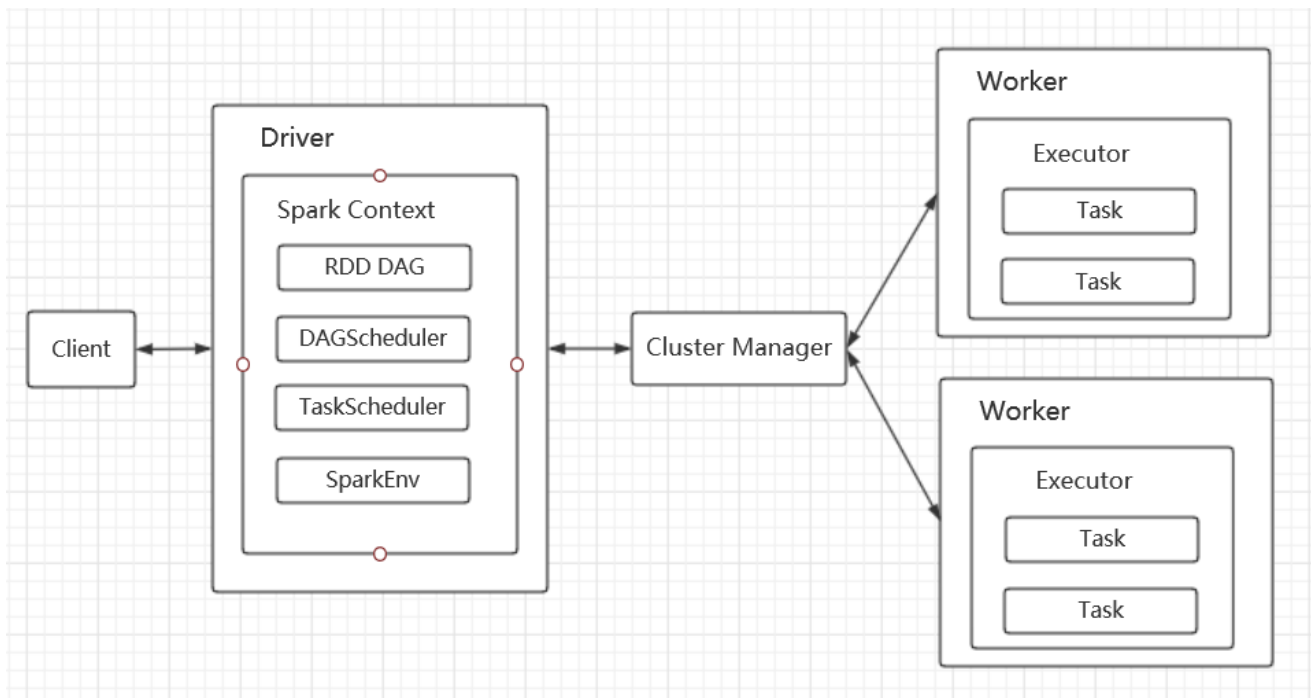 Client
Driver
Spark Context
RDD DAG
DAGScheduler
TaskScheduler
SparkEnv
Cluster Manager
Worker
Executor
Task
Task
Worker
Executor
Task
Task